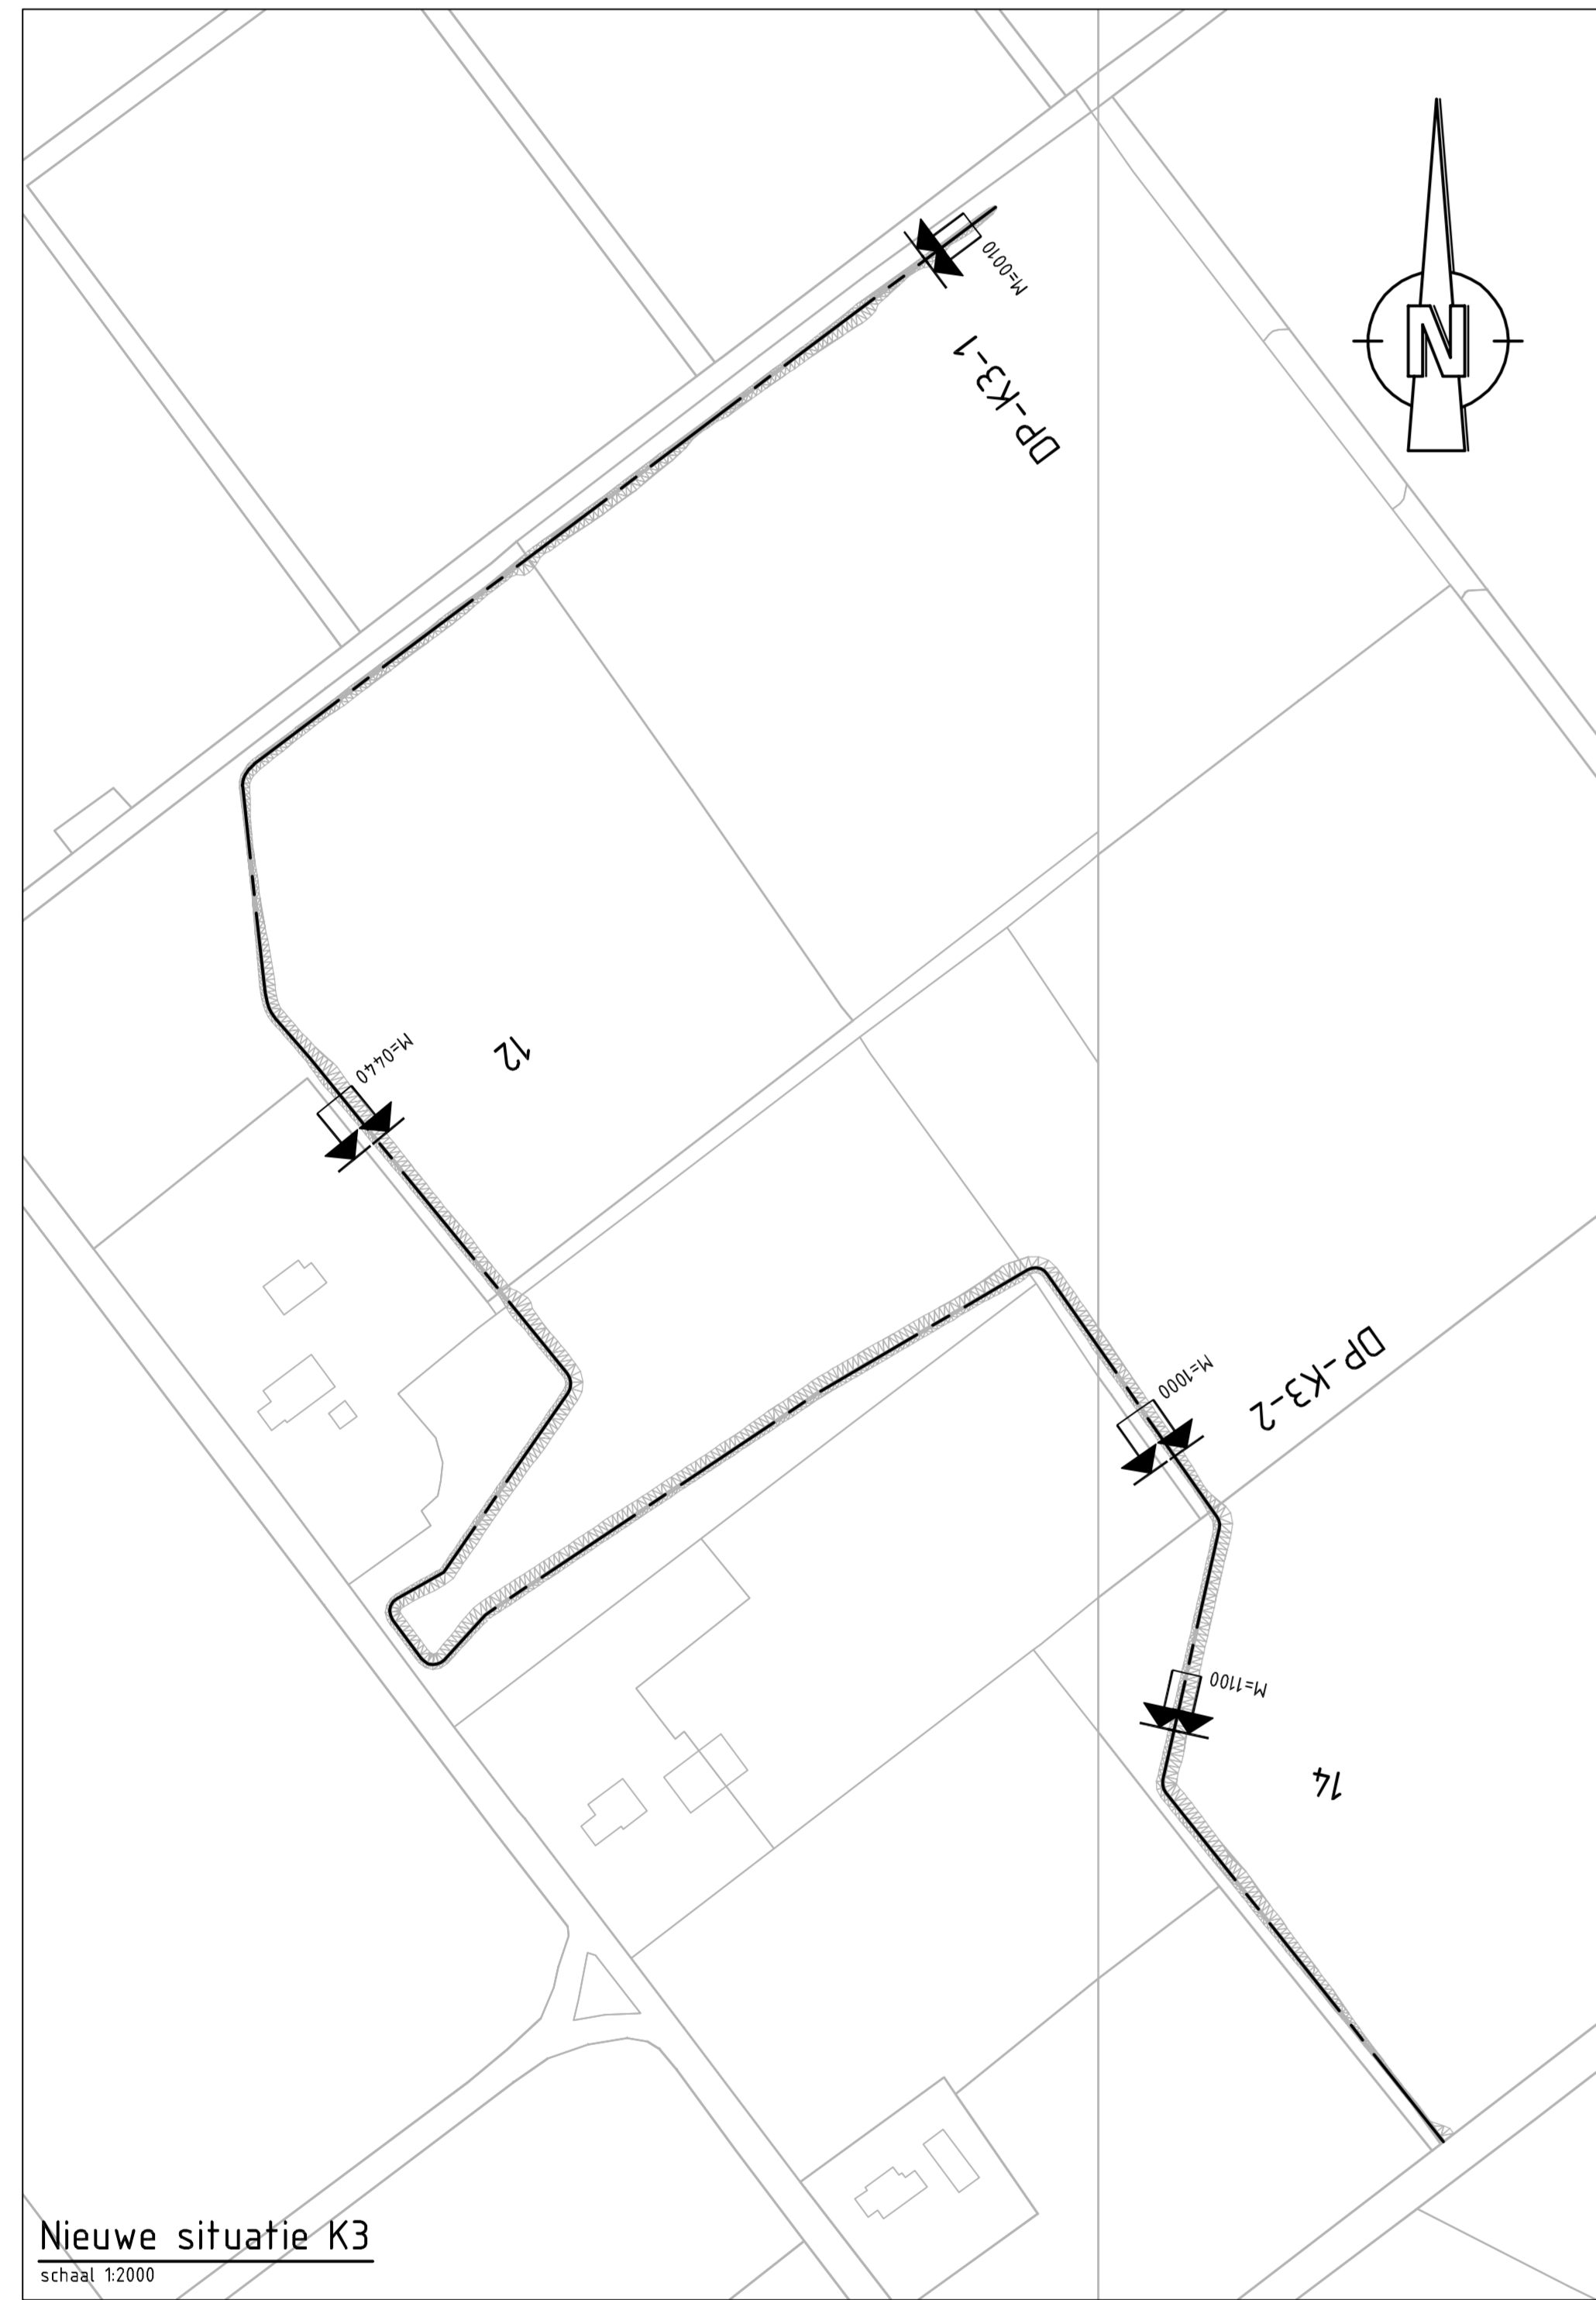 M=0010
DP-K3-1
N
M=0440
12
M=1000
DP-K3-2
M=1100
14
Nieuwe situatie K3
schaal 1:2000